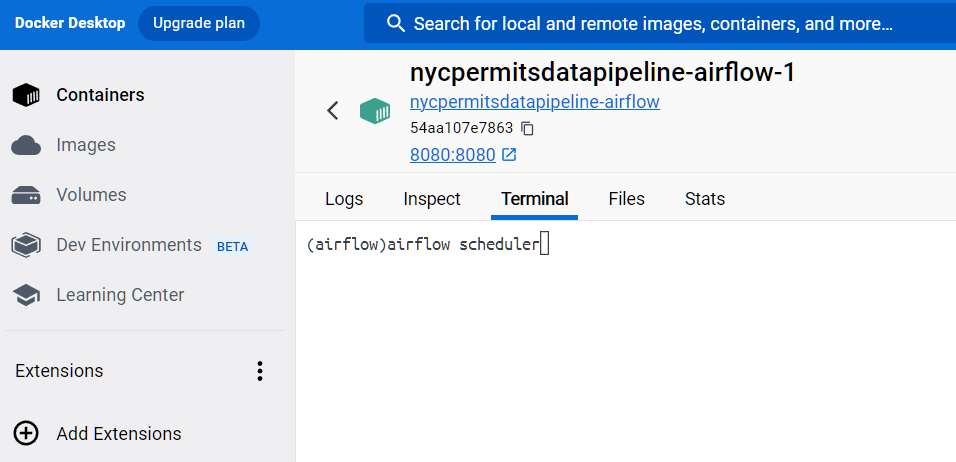 Docker Desktop
Upgrade plan
Search for local and remote images, containers, and more...
Containers
Images
Volumes
Dev Environments BETA
Learning Center
Extensions
Add Extensions
nycpermitsdatapipeline-airflow-1
nycpermitsdatapipeline-airflow
54aa107e7863
8080:8080
Logs Inspect Terminal Files Stats
(airflow)airflow scheduler